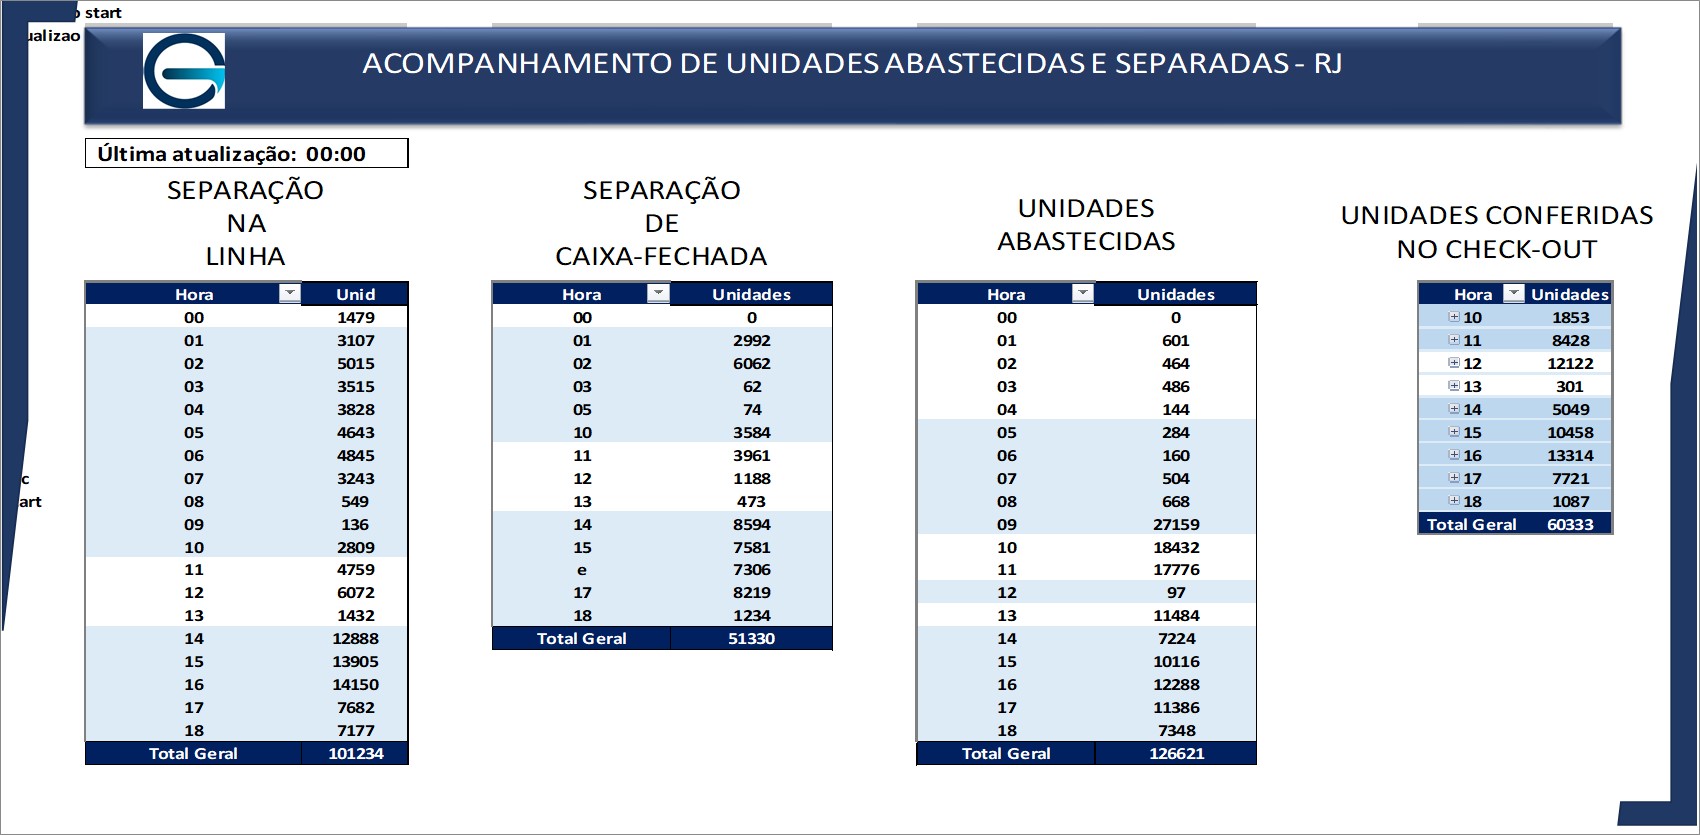 start
ualizao
ACOMPANHAMENTO DE UNIDADES ABASTECIDAS E SEPARADAS - RJ
Última atualização: 00:00
SEPARAÇÃO
NA
LINHA
Hora Unid
00 1479
01 3107
02 5015
03 3515
04 3828
05 4643
06 4845
07 3243
08 549
09 136
10 2809
11 4759
12 6072
13 1432
14 12888
15 13905
16 14150
17 7682
18 7177
Total Geral 101234
SEPARAÇÃO
DE
CAIXA-FECHADA
Hora Unidades
00 0
01 2992
02 6062
03 62
05 74
10 3584
11 3961
12 1188
13 473
14 8594
15 7581
e 7306
17 8219
18 1234
Total Geral 51330
UNIDADES
ABASTECIDAS
Hora Unidades
00 0
01 601
02 464
03 486
04 144
05 284
06 160
07 504
08 668
09 27159
10 18432
11 17776
12 97
13 11484
14 7224
15 10116
16 12288
17 11386
18 7348
Total Geral 126621
UNIDADES CONFERIDAS
NO CHECK-OUT
Hora Unidades
10 1853
11 8428
12 12122
13 301
14 5049
15 10458
16 13314
17 7721
18 1087
Total Geral 60333
c
art